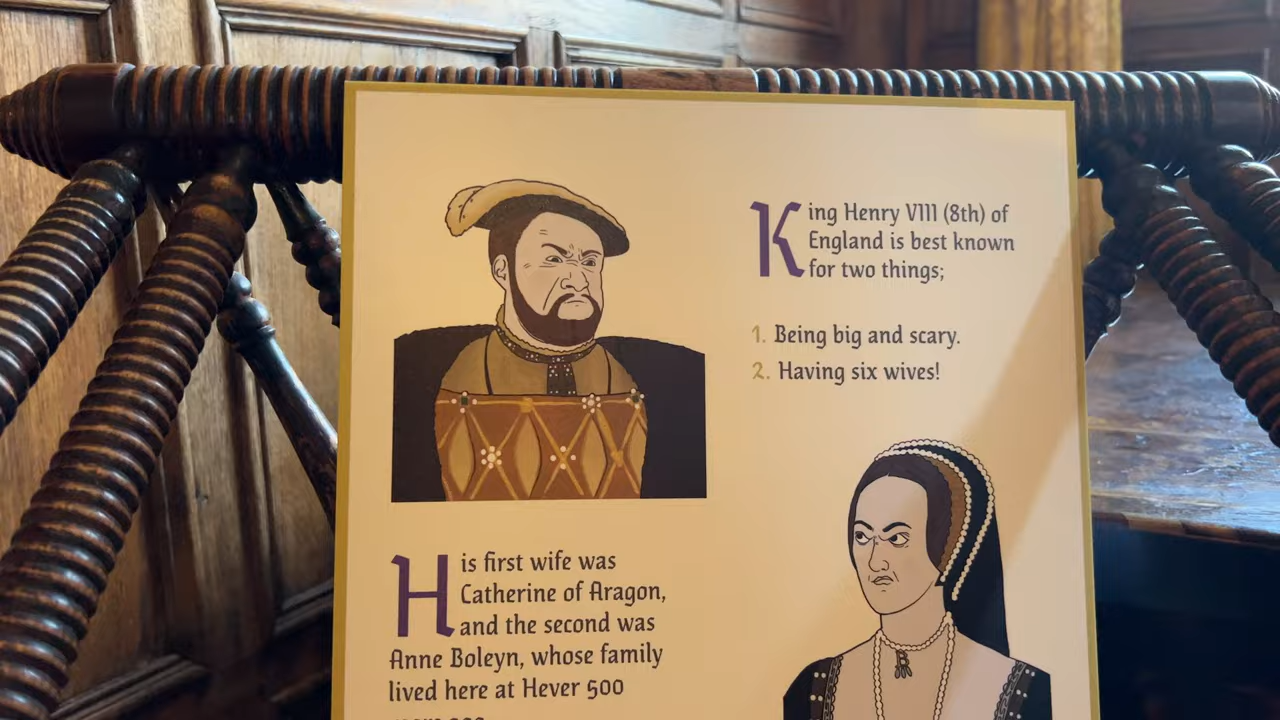 King Henry VIII (8th) of
England is best known
for two things;
1. Being big and scary.
2. Having six wives!
His first wife was
Catherine of Aragon,
and the second was
Anne Boleyn, whose family
lived here at Hever 500
B